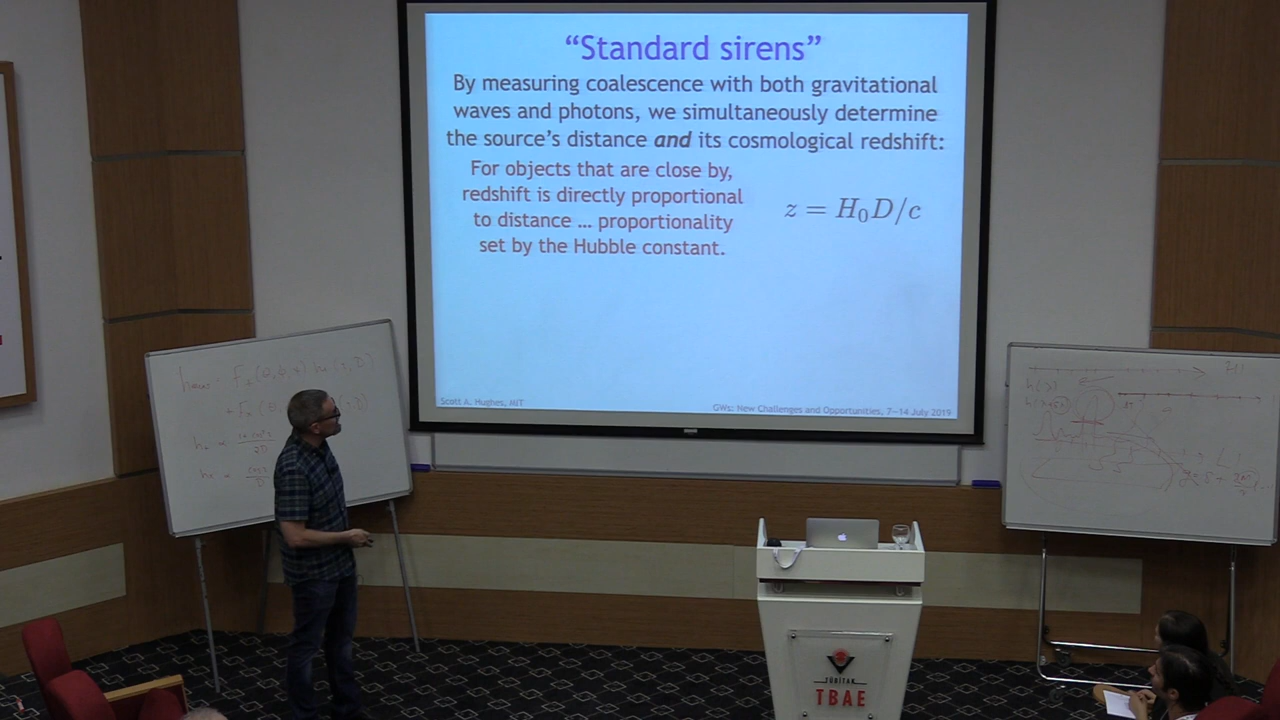 “Standard sirens”
By measuring coalescence with both gravitational
waves and photons, we simultaneously determine
the source’s distance and its cosmological redshift:
For objects that are close by,
redshift is directly proportional
to distance … proportionality
set by the Hubble constant.
z = H₀D/c
Scott A. Hughes, MIT
GWs: New Challenges and Opportunities, 7–14 July 2019
TÜBİTAK
TBAE